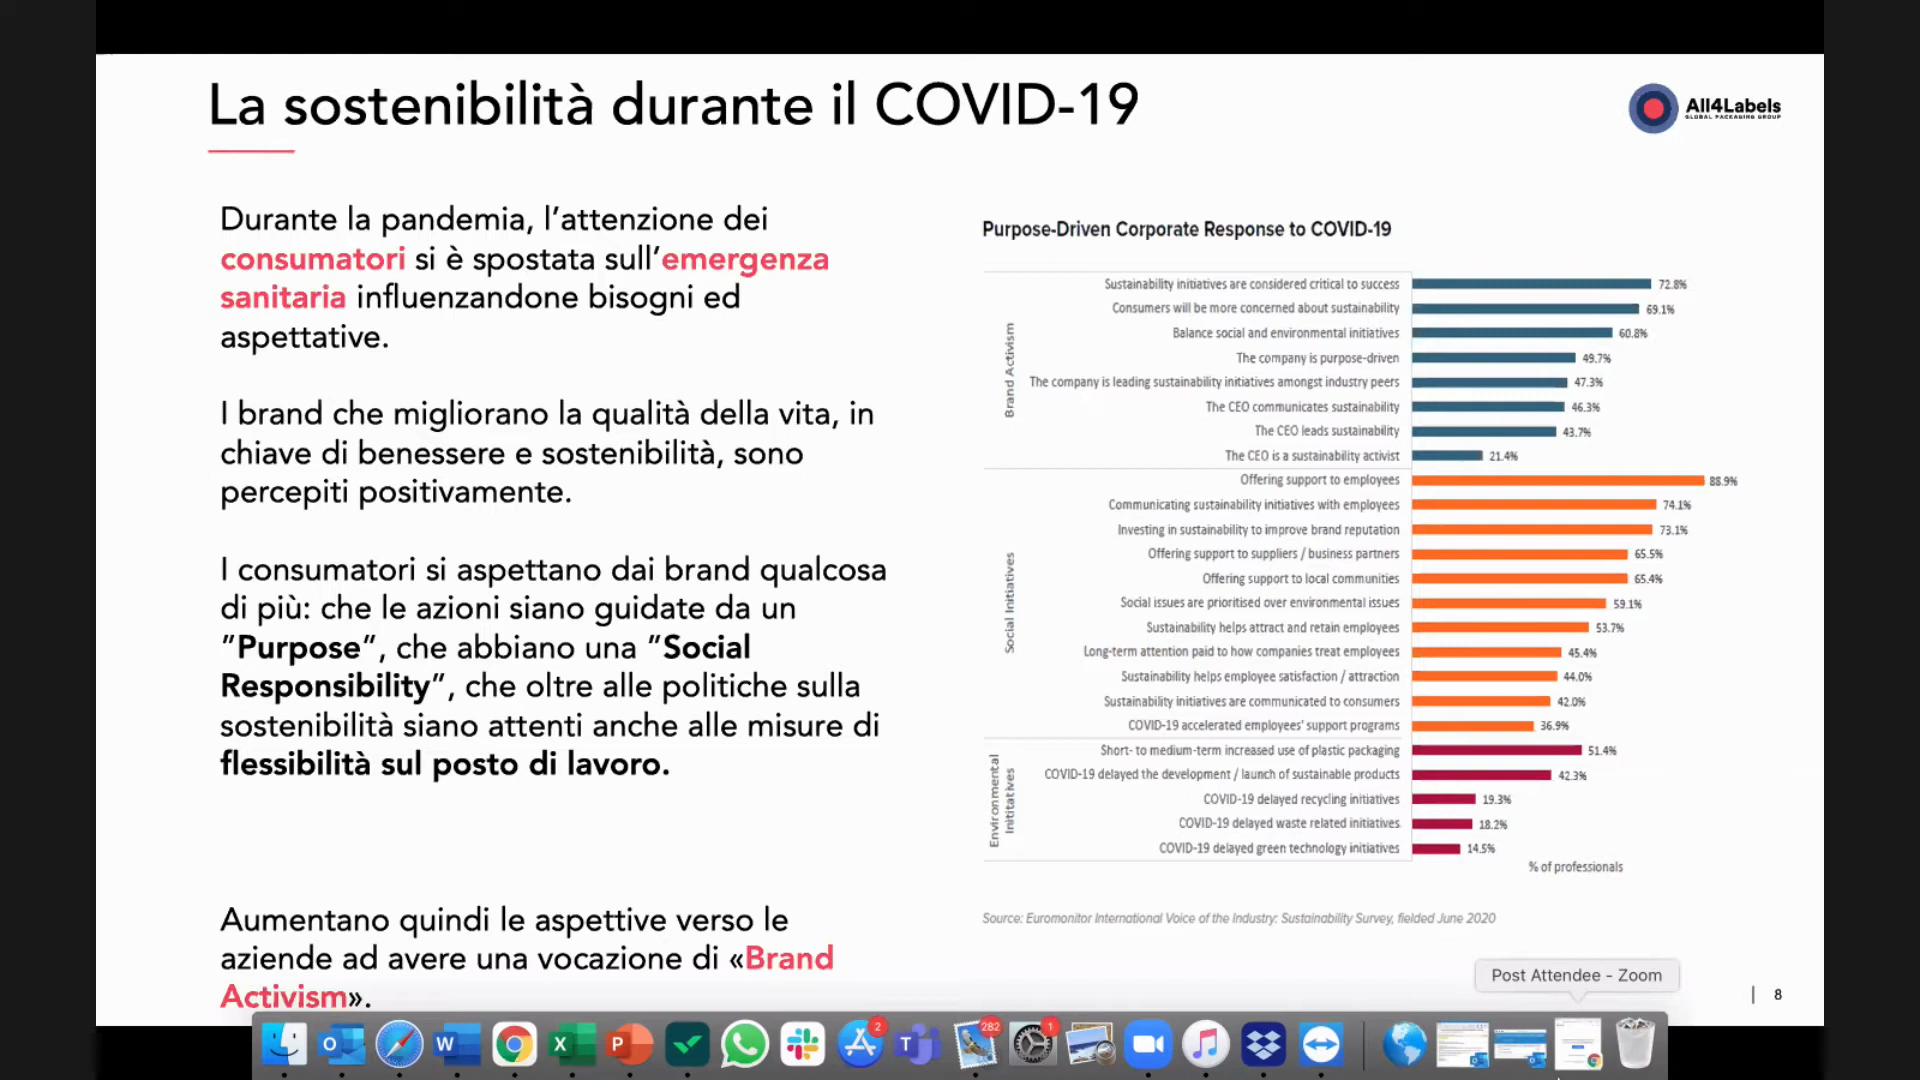 La sostenibilità durante il COVID-19
All4Labels
GLOBAL PACKAGING GROUP
Durante la pandemia, l’attenzione dei
consumatori si è spostata sull’emergenza
sanitaria influenzandone bisogni ed
aspettative.
I brand che migliorano la qualità della vita, in
chiave di benessere e sostenibilità, sono
percepiti positivamente.
I consumatori si aspettano dai brand qualcosa
di più: che le azioni siano guidate da un
”Purpose”, che abbiano una ”Social
Responsibility”, che oltre alle politiche sulla
sostenibilità siano attenti anche alle misure di
flessibilità sul posto di lavoro.
Aumentano quindi le aspettive verso le
aziende ad avere una vocazione di «Brand
Activism».
Purpose-Driven Corporate Response to COVID-19
Brand Activism
Sustainability initiatives are considered critical to success 72.8%
Consumers will be more concerned about sustainability 69.1%
Balance social and environmental initiatives 60.8%
The company is purpose-driven 49.7%
The company is leading sustainability initiatives amongst industry peers 47.3%
The CEO communicates sustainability 46.3%
The CEO leads sustainability 43.7%
The CEO is a sustainability activist 21.4%
Social Initiatives
Offering support to employees 88.9%
Communicating sustainability initiatives with employees 74.1%
Investing in sustainability to improve brand reputation 73.1%
Offering support to suppliers / business partners 65.5%
Offering support to local communities 65.4%
Social issues are prioritised over environmental issues 59.1%
Sustainability helps attract and retain employees 53.7%
Long-term attention paid to how companies treat employees 45.4%
Sustainability helps employee satisfaction / attraction 44.0%
Sustainability initiatives are communicated to consumers 42.0%
COVID-19 accelerated employees' support programs 36.9%
Environmental
Inititatives
Short- to medium-term increased use of plastic packaging 51.4%
COVID-19 delayed the development / launch of sustainable products 42.3%
COVID-19 delayed recycling initiatives 19.3%
COVID-19 delayed waste related initiatives 18.2%
COVID-19 delayed green technology initiatives 14.5%
% of professionals
Source: Euromonitor International Voice of the Industry: Sustainability Survey, fielded June 2020
Post Attendee - Zoom
8
O
W
X
P
2
T
282
1